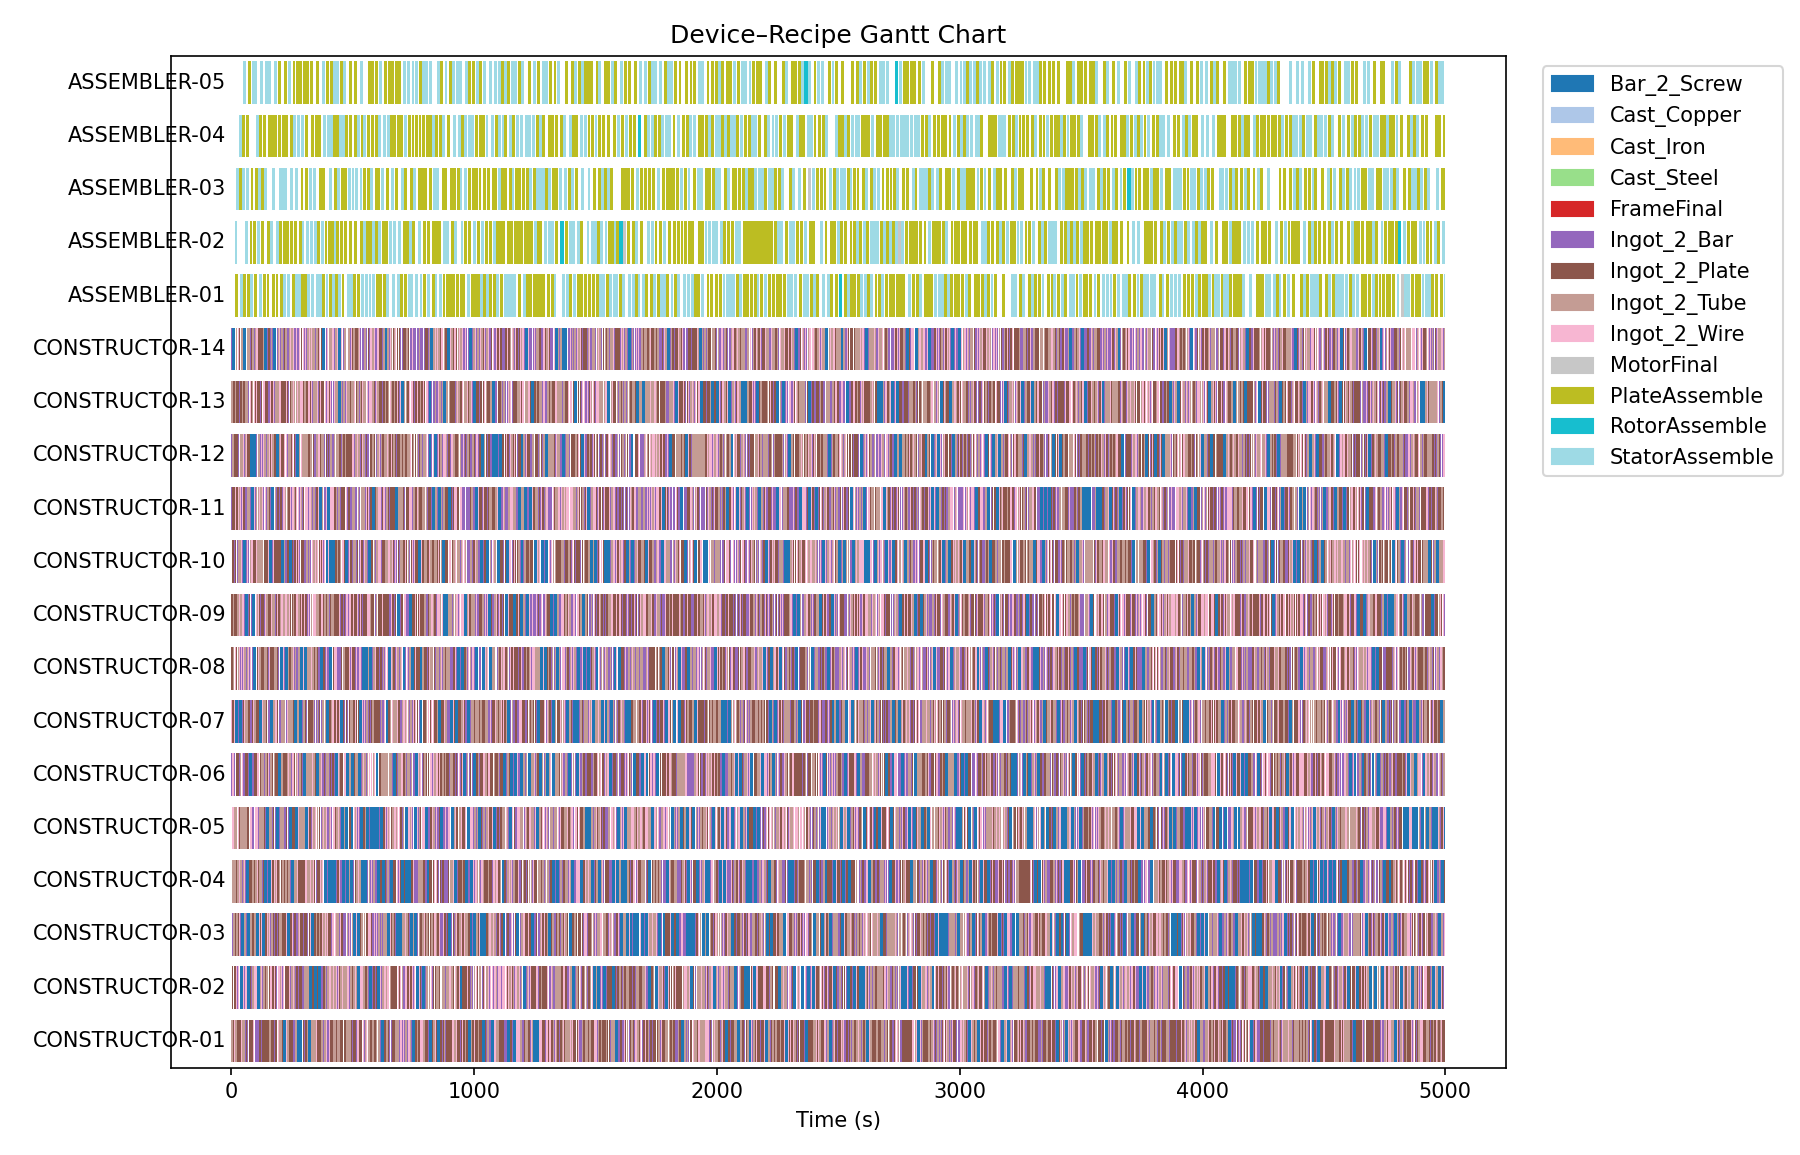 Device–Recipe Gantt Chart
ASSEMBLER-05
ASSEMBLER-04
ASSEMBLER-03
ASSEMBLER-02
ASSEMBLER-01
CONSTRUCTOR-14
CONSTRUCTOR-13
CONSTRUCTOR-12
CONSTRUCTOR-11
CONSTRUCTOR-10
CONSTRUCTOR-09
CONSTRUCTOR-08
CONSTRUCTOR-07
CONSTRUCTOR-06
CONSTRUCTOR-05
CONSTRUCTOR-04
CONSTRUCTOR-03
CONSTRUCTOR-02
CONSTRUCTOR-01
0 1000 2000 3000 4000 5000
Time (s)
Bar_2_Screw
Cast_Copper
Cast_Iron
Cast_Steel
FrameFinal
Ingot_2_Bar
Ingot_2_Plate
Ingot_2_Tube
Ingot_2_Wire
MotorFinal
PlateAssemble
RotorAssemble
StatorAssemble